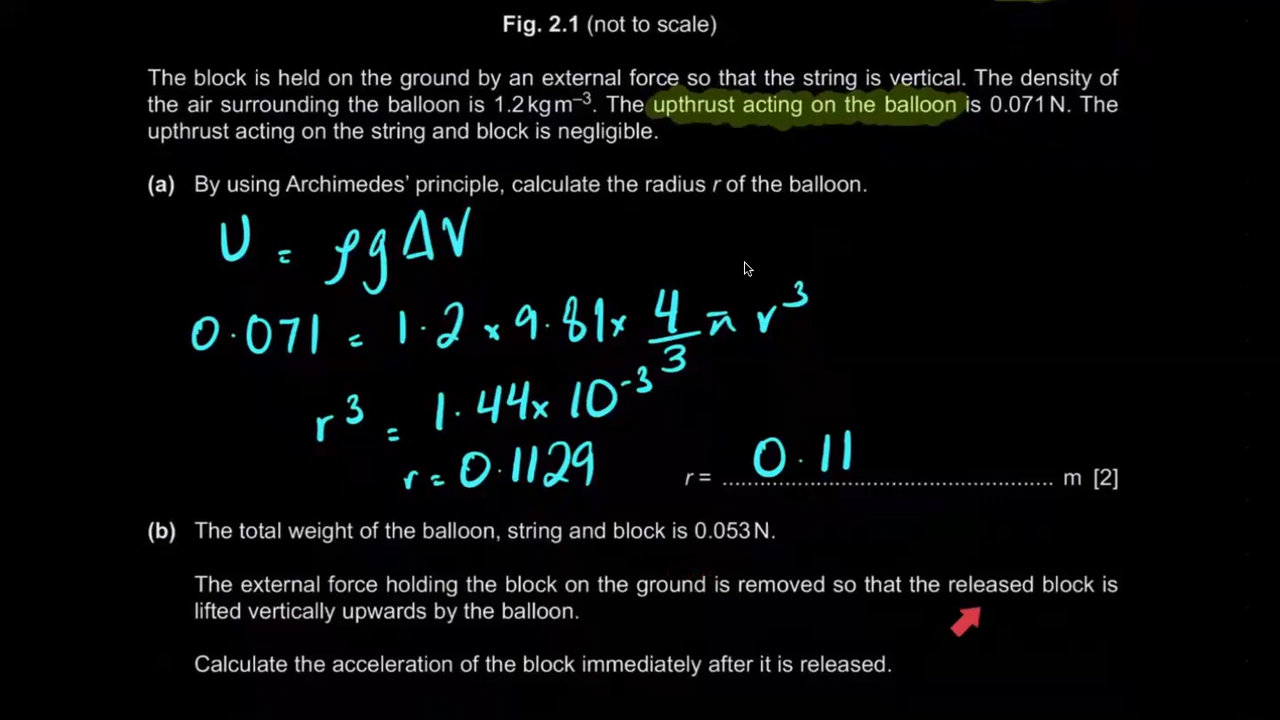 Fig. 2.1 (not to scale)
The block is held on the ground by an external force so that the string is vertical. The density of
the air surrounding the balloon is 1.2 kg m⁻³. The upthrust acting on the balloon is 0.071 N. The
upthrust acting on the string and block is negligible.
(a) By using Archimedes’ principle, calculate the radius r of the balloon.
U = ρgΔV
0.071 = 1.2 × 9.81 × 4/3 π r³
r³ = 1.44 × 10⁻³
r = 0.1129
r = 0.11 m [2]
(b) The total weight of the balloon, string and block is 0.053 N.
The external force holding the block on the ground is removed so that the released block is
lifted vertically upwards by the balloon.
Calculate the acceleration of the block immediately after it is released.